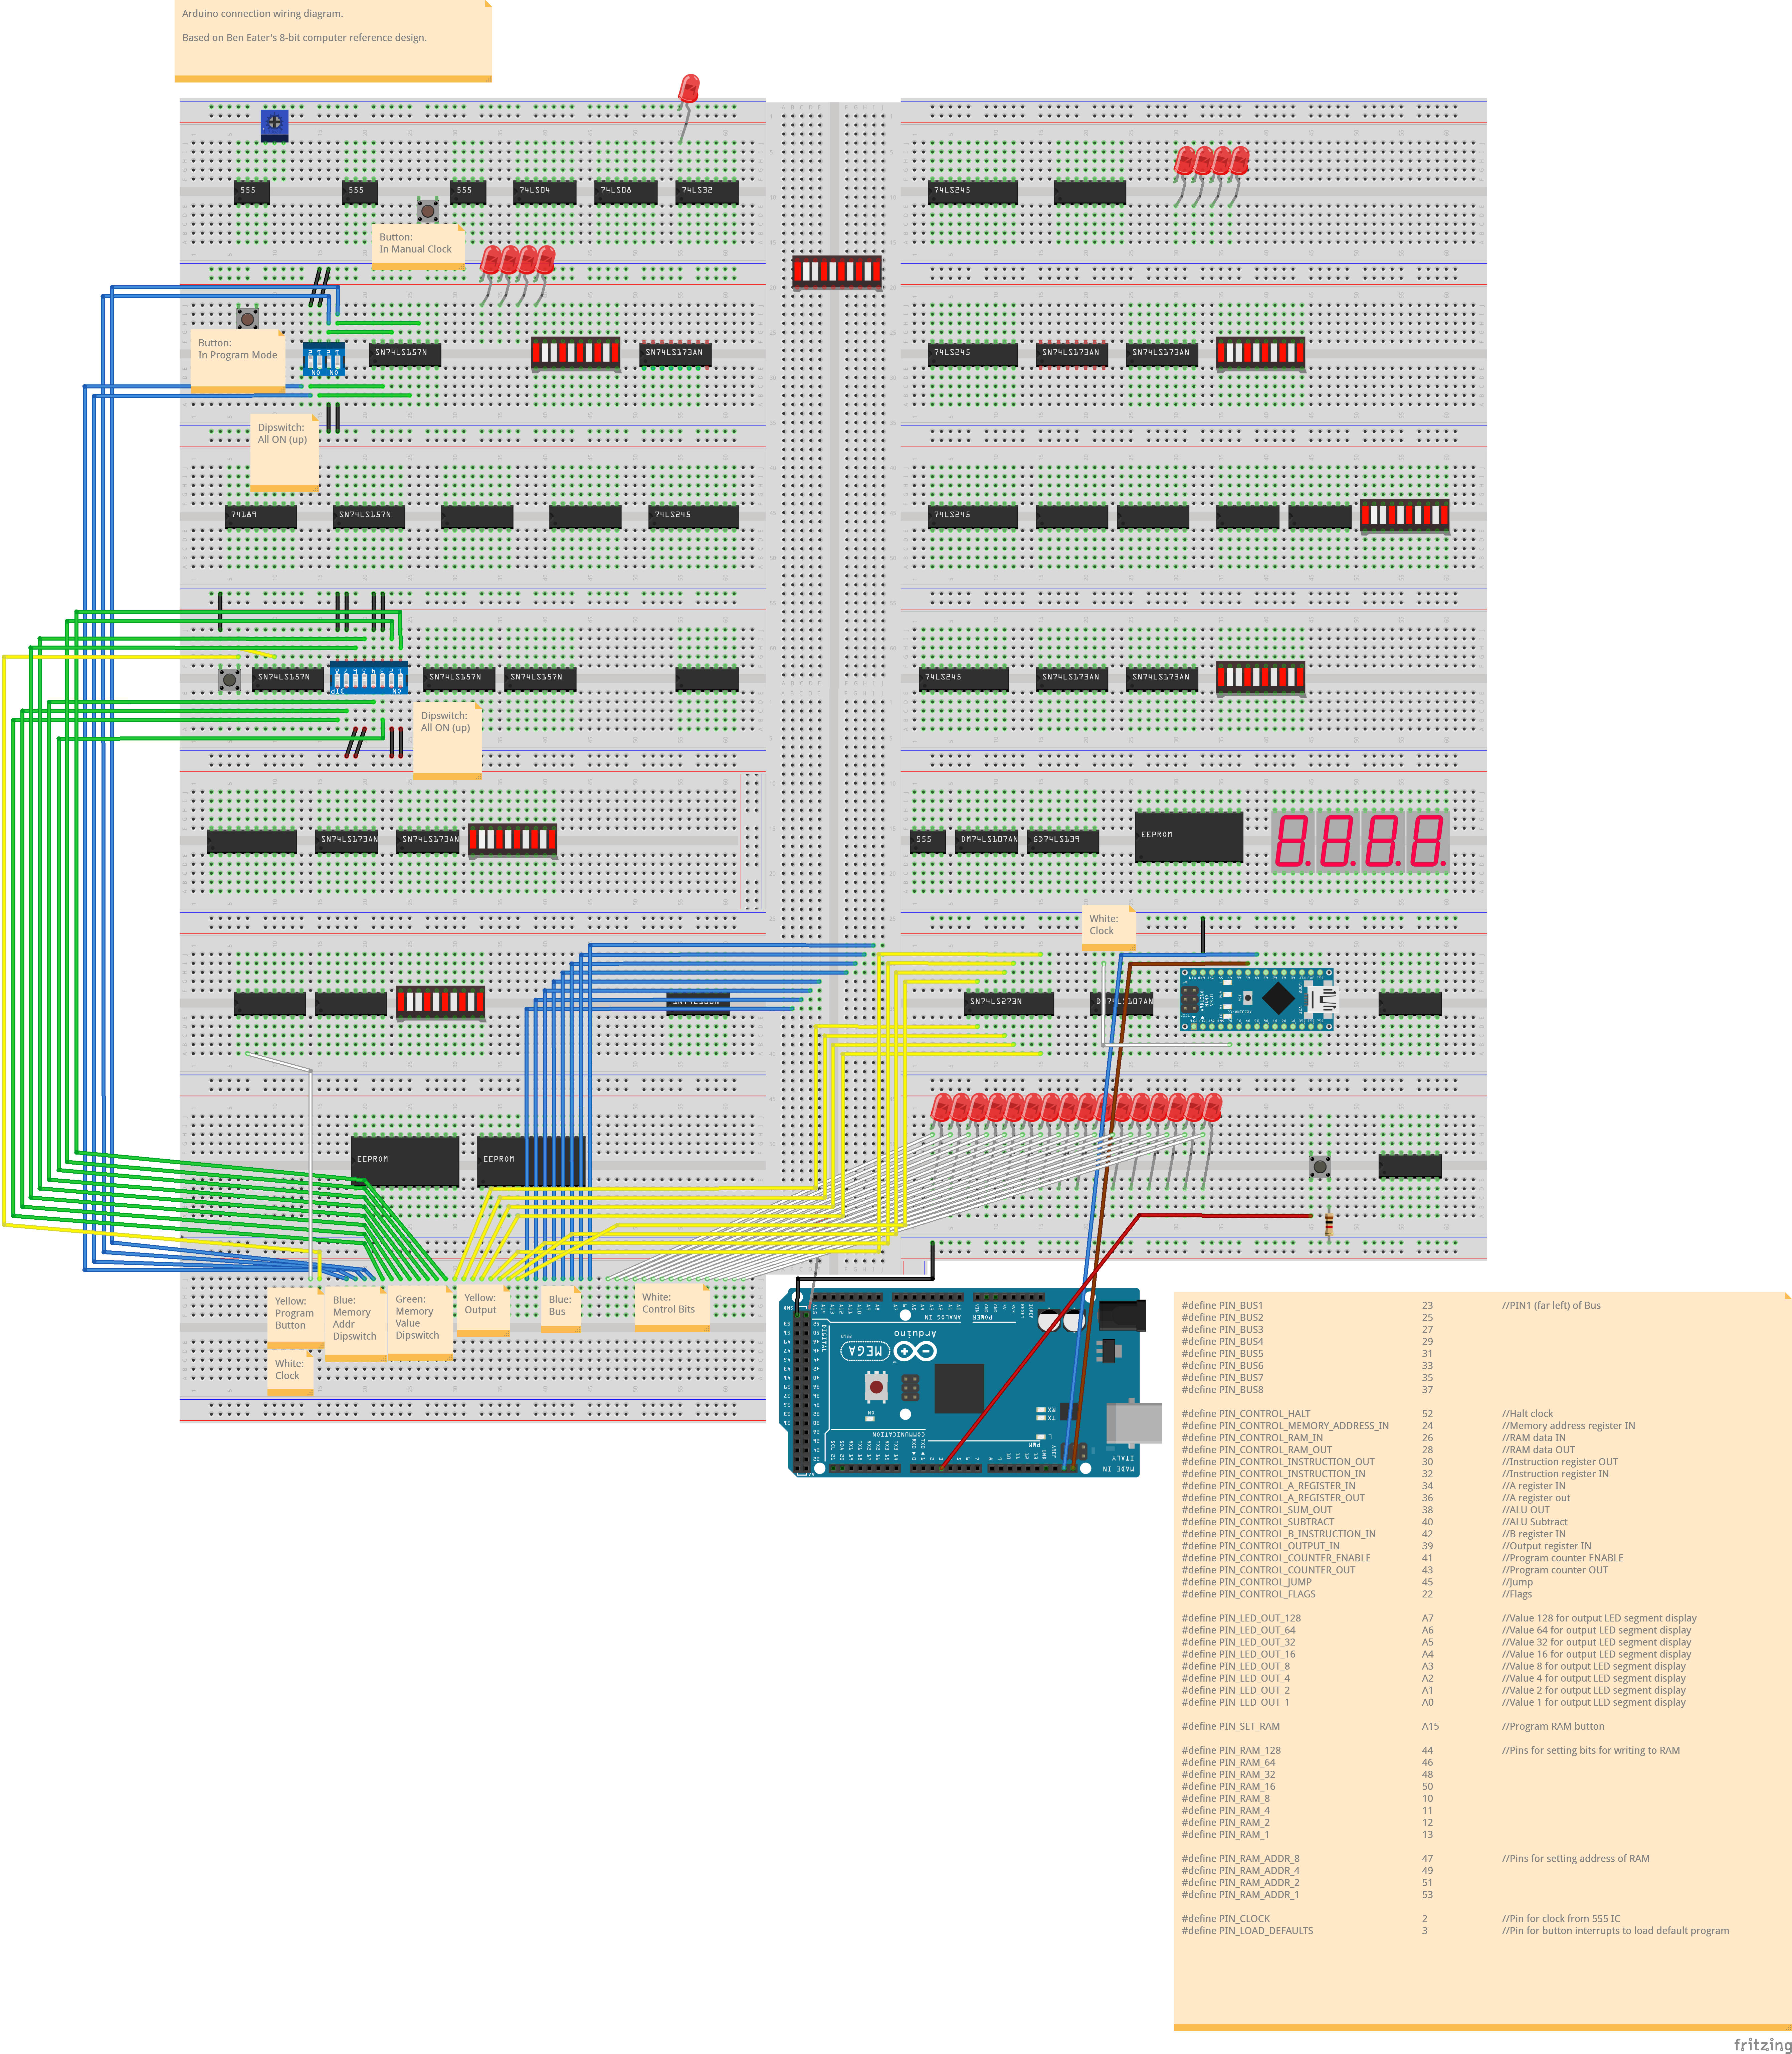 Arduino connection wiring diagram.
Based on Ben Eater's 8-bit computer reference design.
555
555
555
74LS04
74LS08
74LS32
74LS245
Button:
In Manual Clock
Button:
In Program Mode
SN74LS157N
SN74LS173AN
74LS245
SN74LS173AN
SN74LS173AN
Dipswitch:
All ON (up)
74189
SN74LS157N
74LS245
74LS245
SN74LS157N
SN74LS157N
SN74LS157N
74LS245
SN74LS173AN
SN74LS173AN
Dipswitch:
All ON (up)
SN74LS173AN
SN74LS173AN
555
DM74LS107AN
GD74LS139
EEPROM
White:
Clock
SN74LS273N
EEPROM
EEPROM
Yellow:
Program
Button
Blue:
Memory
Addr
Dipswitch
Green:
Memory
Value
Dipswitch
Yellow:
Output
Blue:
Bus
White:
Control Bits
White:
Clock
Arduino
MEGA
ANALOG IN
POWER
DIGITAL
COMMUNICATION
PWM
MADE IN
ITALY
#define PIN_BUS1 23 //PIN1 (far left) of Bus
#define PIN_BUS2 25
#define PIN_BUS3 27
#define PIN_BUS4 29
#define PIN_BUS5 31
#define PIN_BUS6 33
#define PIN_BUS7 35
#define PIN_BUS8 37
#define PIN_CONTROL_HALT 52 //Halt clock
#define PIN_CONTROL_MEMORY_ADDRESS_IN 24 //Memory address register IN
#define PIN_CONTROL_RAM_IN 26 //RAM data IN
#define PIN_CONTROL_RAM_OUT 28 //RAM data OUT
#define PIN_CONTROL_INSTRUCTION_OUT 30 //Instruction register OUT
#define PIN_CONTROL_INSTRUCTION_IN 32 //Instruction register IN
#define PIN_CONTROL_A_REGISTER_IN 34 //A register IN
#define PIN_CONTROL_A_REGISTER_OUT 36 //A register out
#define PIN_CONTROL_SUM_OUT 38 //ALU OUT
#define PIN_CONTROL_SUBTRACT 40 //ALU Subtract
#define PIN_CONTROL_B_INSTRUCTION_IN 42 //B register IN
#define PIN_CONTROL_OUTPUT_IN 39 //Output register IN
#define PIN_CONTROL_COUNTER_ENABLE 41 //Program counter ENABLE
#define PIN_CONTROL_COUNTER_OUT 43 //Program counter OUT
#define PIN_CONTROL_JUMP 45 //Jump
#define PIN_CONTROL_FLAGS 22 //Flags
#define PIN_LED_OUT_128 A7 //Value 128 for output LED segment display
#define PIN_LED_OUT_64 A6 //Value 64 for output LED segment display
#define PIN_LED_OUT_32 A5 //Value 32 for output LED segment display
#define PIN_LED_OUT_16 A4 //Value 16 for output LED segment display
#define PIN_LED_OUT_8 A3 //Value 8 for output LED segment display
#define PIN_LED_OUT_4 A2 //Value 4 for output LED segment display
#define PIN_LED_OUT_2 A1 //Value 2 for output LED segment display
#define PIN_LED_OUT_1 A0 //Value 1 for output LED segment display
#define PIN_SET_RAM A15 //Program RAM button
#define PIN_RAM_128 44 //Pins for setting bits for writing to RAM
#define PIN_RAM_64 46
#define PIN_RAM_32 48
#define PIN_RAM_16 50
#define PIN_RAM_8 10
#define PIN_RAM_4 11
#define PIN_RAM_2 12
#define PIN_RAM_1 13
#define PIN_RAM_ADDR_8 47 //Pins for setting address of RAM
#define PIN_RAM_ADDR_4 49
#define PIN_RAM_ADDR_2 51
#define PIN_RAM_ADDR_1 53
#define PIN_CLOCK 2 //Pin for clock from 555 IC
#define PIN_LOAD_DEFAULTS 3 //Pin for button interrupts to load default program
fritzing